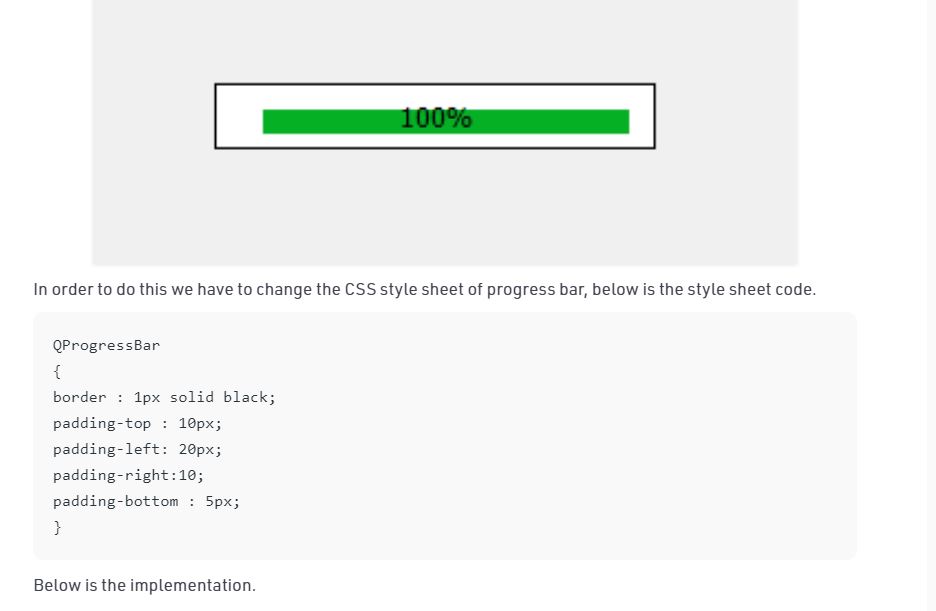 100%
In order to do this we have to change the CSS style sheet of progress bar, below is the style sheet code.
QProgressBar
{
border : 1px solid black;
padding-top : 10px;
padding-left: 20px;
padding-right:10;
padding-bottom : 5px;
}
Below is the implementation.